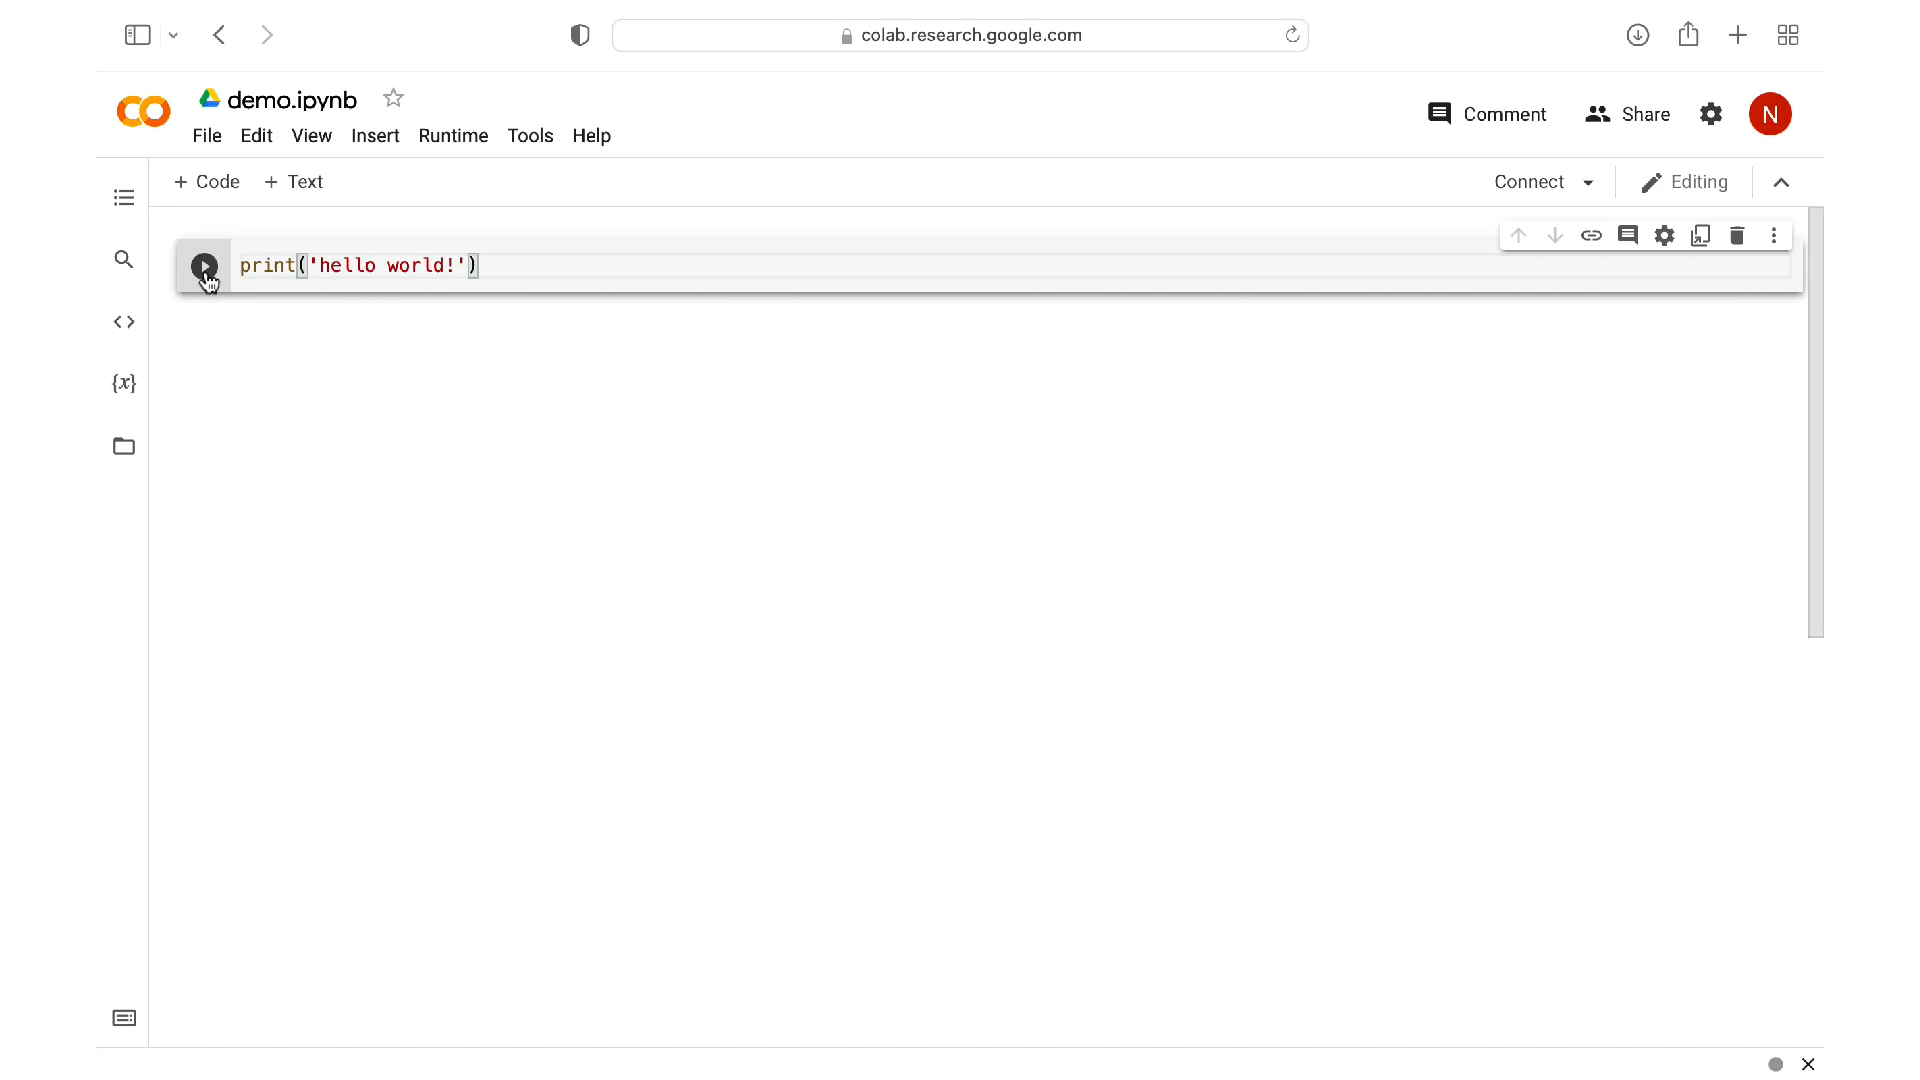 colab.research.google.com
demo.ipynb
Comment
Share
N
File Edit View Insert Runtime Tools Help
+ Code + Text
Connect
Editing
print('hello world!')
{x}